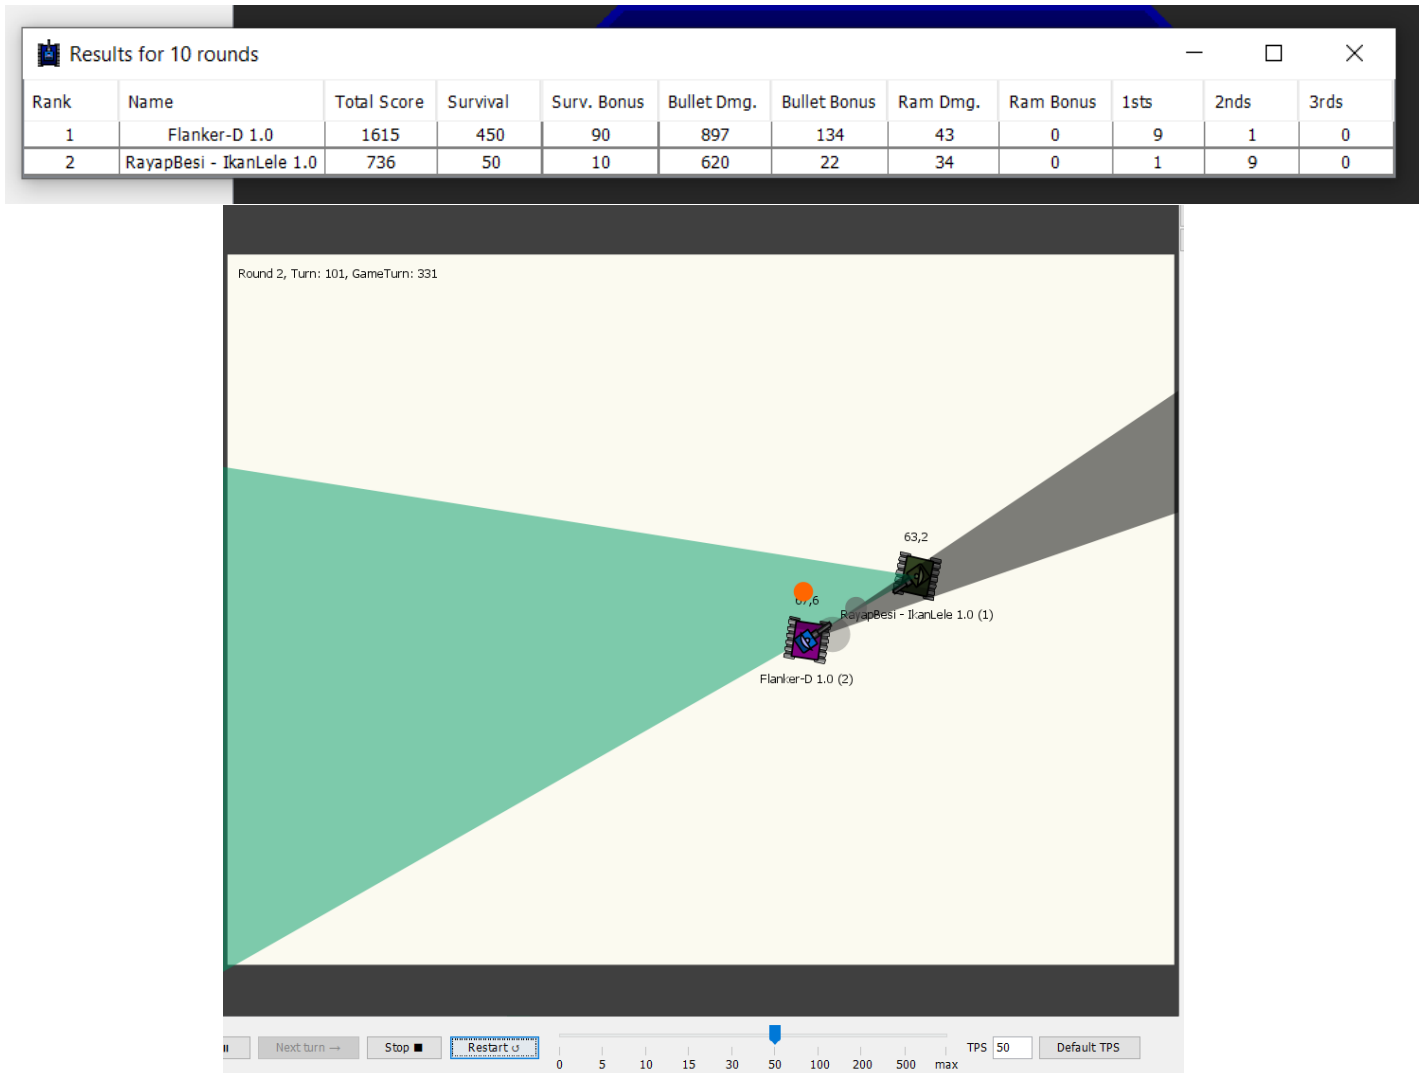 Results for 10 rounds
Rank Name Total Score Survival Surv. Bonus Bullet Dmg. Bullet Bonus Ram Dmg. Ram Bonus 1sts 2nds 3rds
1 Flanker-D 1.0 1615 450 90 897 134 43 0 9 1 0
2 RayapBesi - IkanLele 1.0 736 50 10 620 22 34 0 1 9 0
Round 2, Turn: 101, GameTurn: 331
63,2
67,6
RayapBesi - IkanLele 1.0 (1)
Flanker-D 1.0 (2)
Next turn → Stop ■ Restart ↺ TPS 50 Default TPS
0 5 10 15 30 50 100 200 500 max